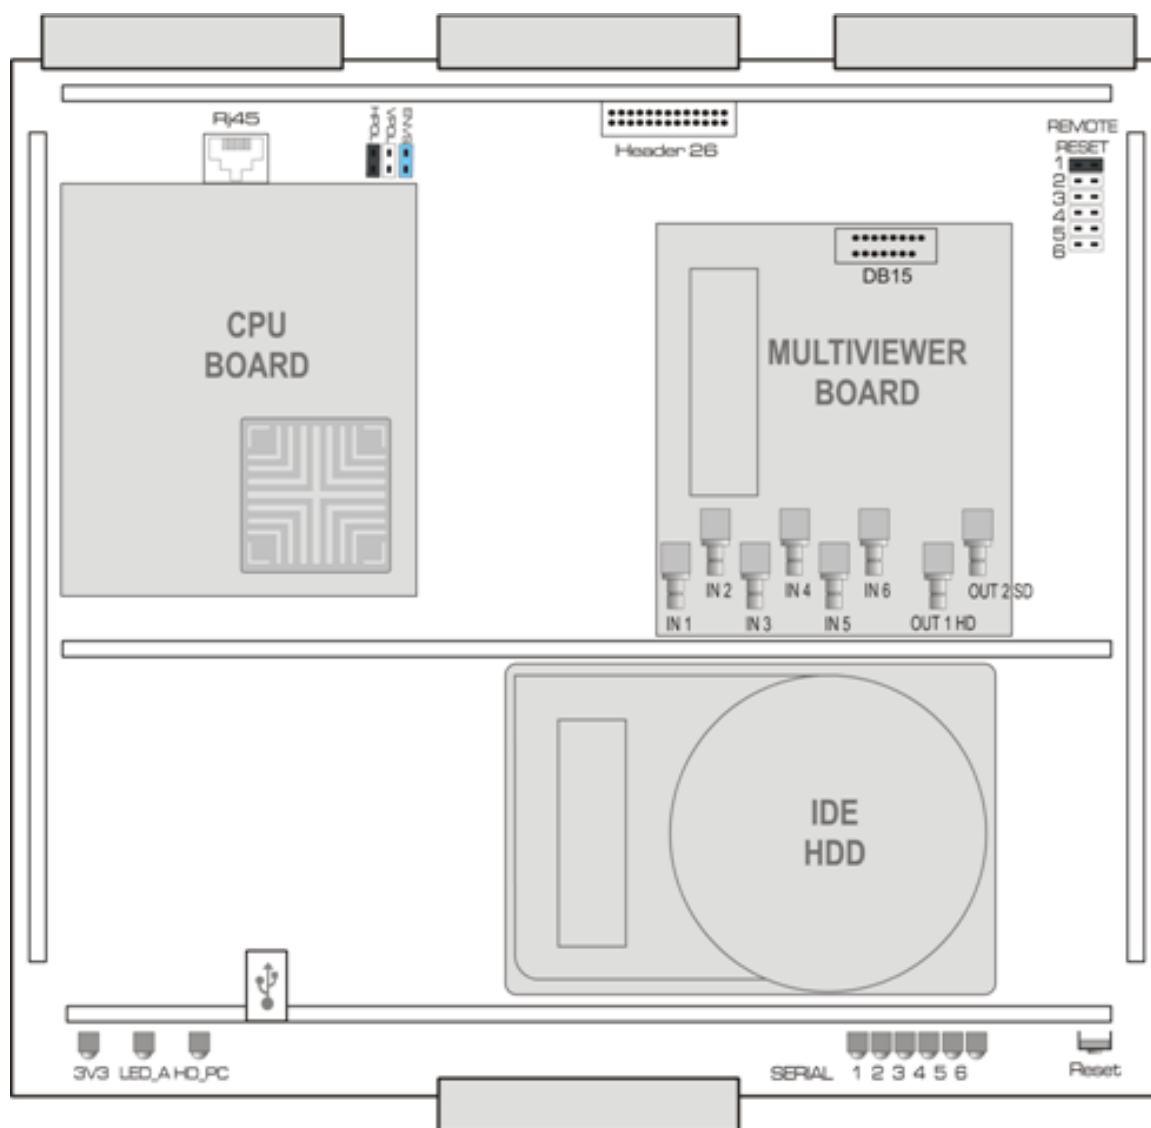 Rj45
HPOL
VPOL
ENVS
Header 26
REMOTE
RESET
1
2
3
4
5
6
DB15
CPU
BOARD
MULTIVIEWER
BOARD
IN 2
IN 4
IN 6
OUT 2 SD
IN 1
IN 3
IN 5
OUT 1 HD
IDE
HDD
3V3 LED_A HD_PC
SERIAL 1 2 3 4 5 6
Reset